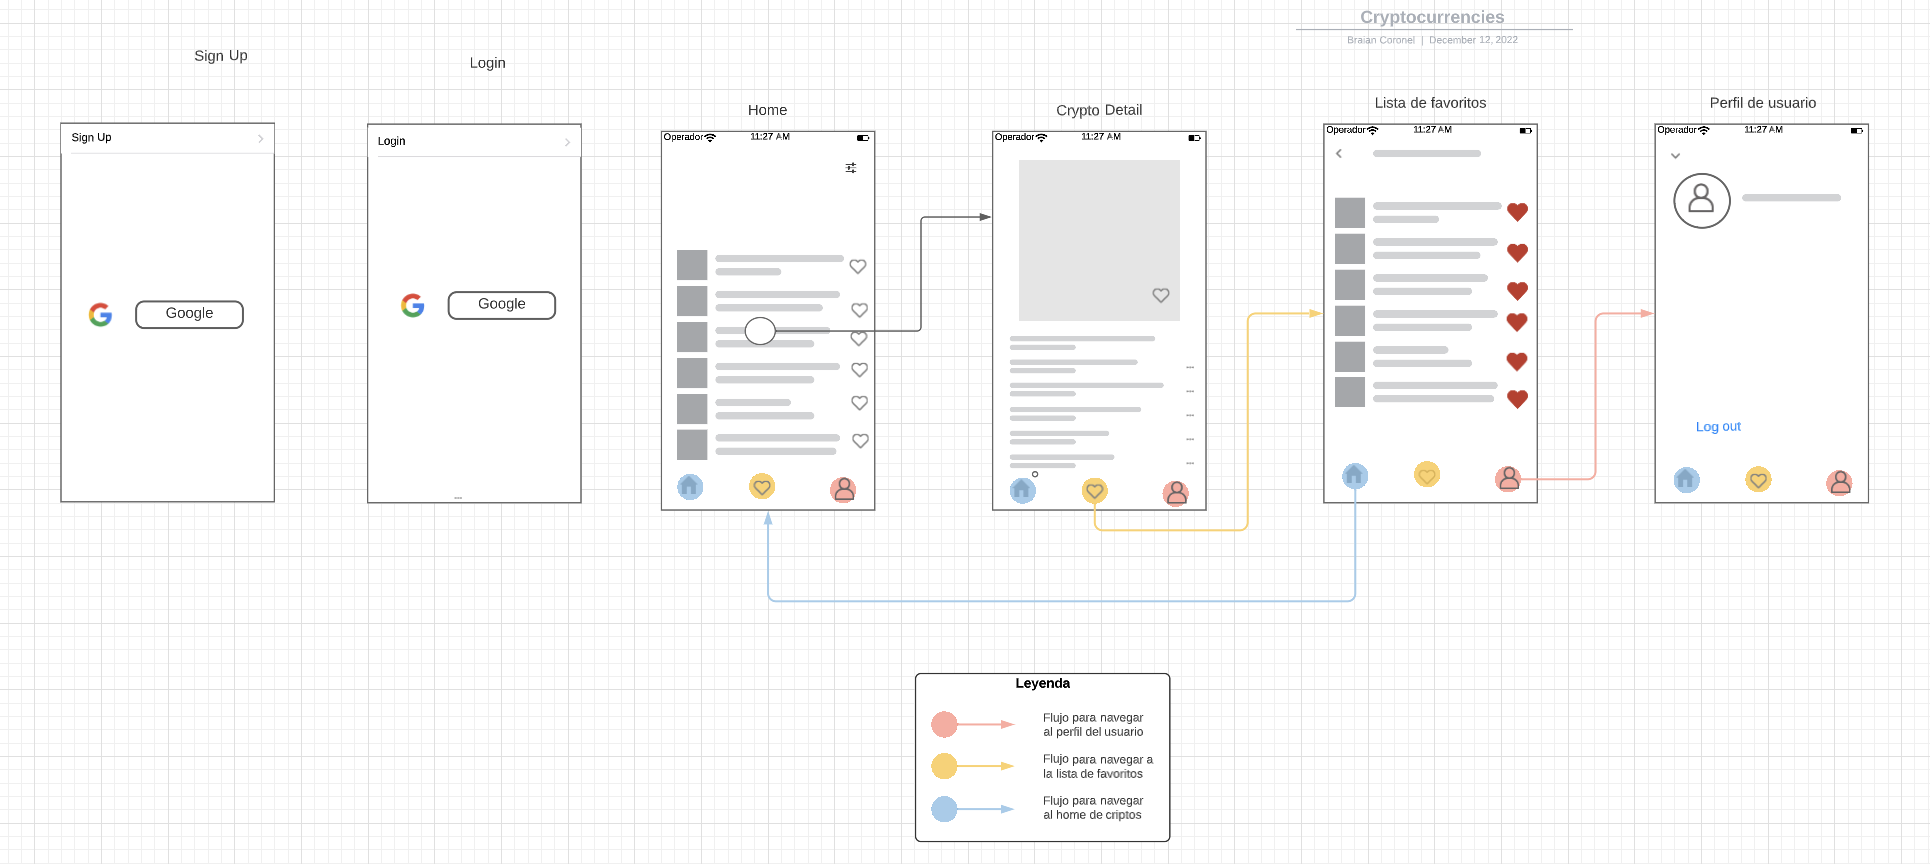 Cryptocurrencies
Braian Coronel | December 12, 2022
Sign Up
Login
Home
Crypto Detail
Lista de favoritos
Perfil de usuario
Sign Up
Google
Login
Google
Operador 11:27 AM
Operador 11:27 AM
Operador 11:27 AM
Operador 11:27 AM
Log out
Leyenda
Flujo para navegar
al perfil del usuario
Flujo para navegar a
la lista de favoritos
Flujo para navegar
al home de criptos